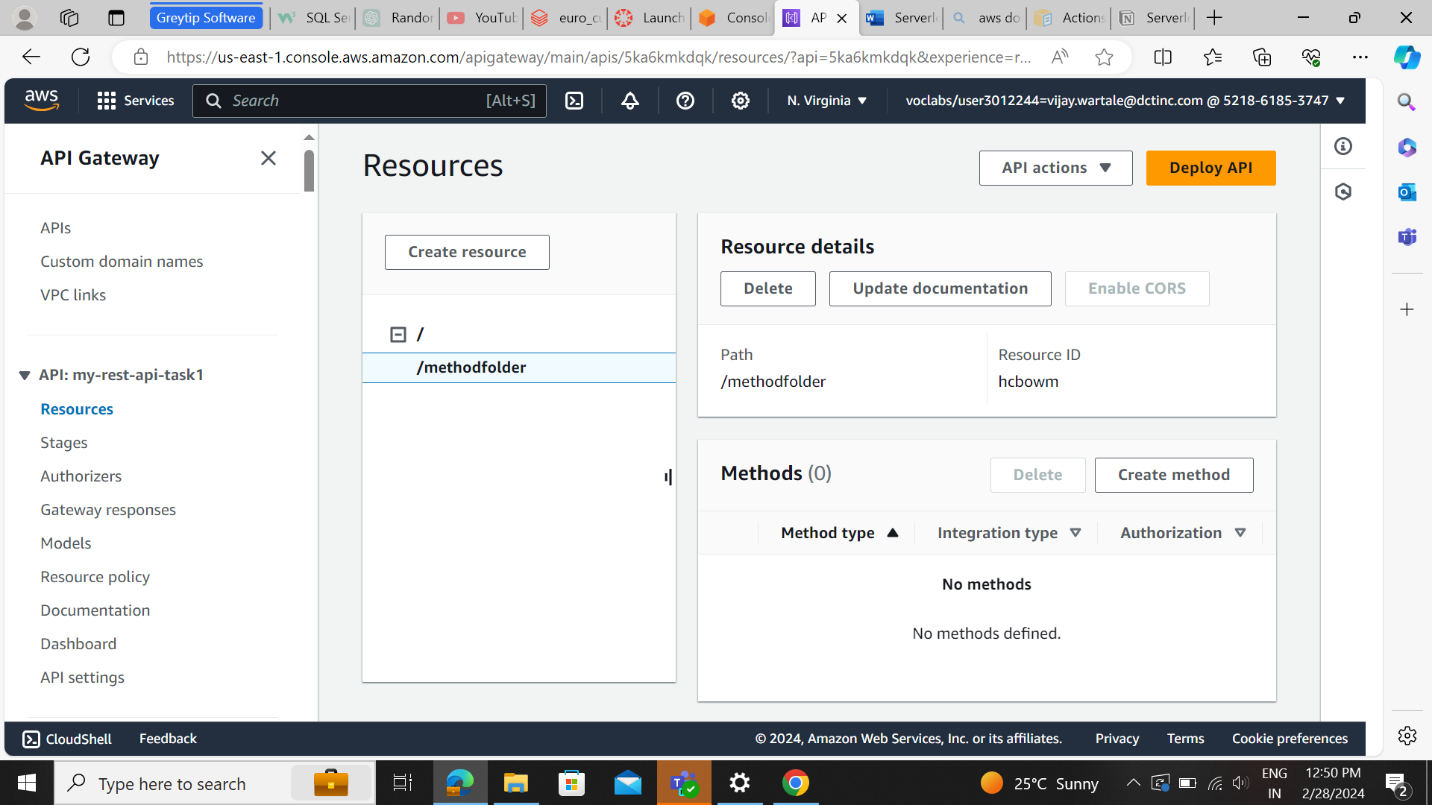 Greytip Software
SQL Se
Randor
YouTub
euro_cu
Launch
Consol
AP
Serverl
aws do
Actions
Serverl
https://us-east-1.console.aws.amazon.com/apigateway/main/apis/5ka6kmkdqk/resources/?api=5ka6kmkdqk&experience=r...
aws
Services
Search
[Alt+S]
N. Virginia
voclabs/user3012244=vijay.wartale@dctinc.com @ 5218-6185-3747
API Gateway
APIs
Custom domain names
VPC links
API: my-rest-api-task1
Resources
Stages
Authorizers
Gateway responses
Models
Resource policy
Documentation
Dashboard
API settings
Resources
API actions
Deploy API
Create resource
/
/methodfolder
Resource details
Delete
Update documentation
Enable CORS
Path
/methodfolder
Resource ID
hcbowm
Methods (0)
Delete
Create method
Method type
Integration type
Authorization
No methods
No methods defined.
CloudShell
Feedback
© 2024, Amazon Web Services, Inc. or its affiliates.
Privacy
Terms
Cookie preferences
Type here to search
25°C Sunny
ENG
IN
12:50 PM
2/28/2024
2